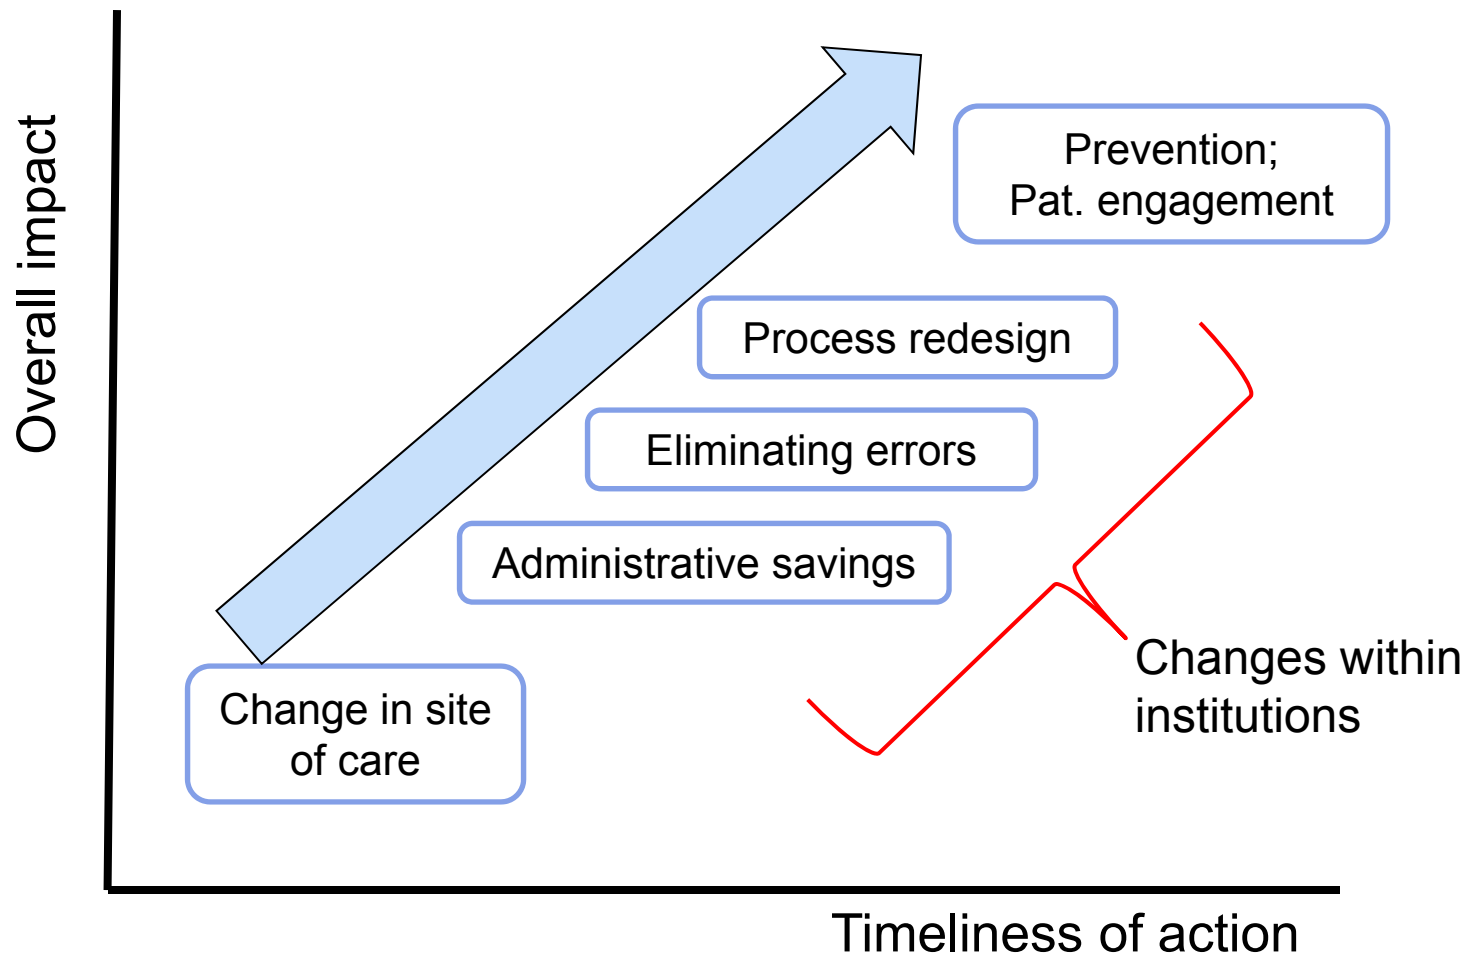 Overall impact
Prevention;
Pat. engagement
Process redesign
Eliminating errors
Administrative savings
Change in site
of care
Changes within
institutions
Timeliness of action